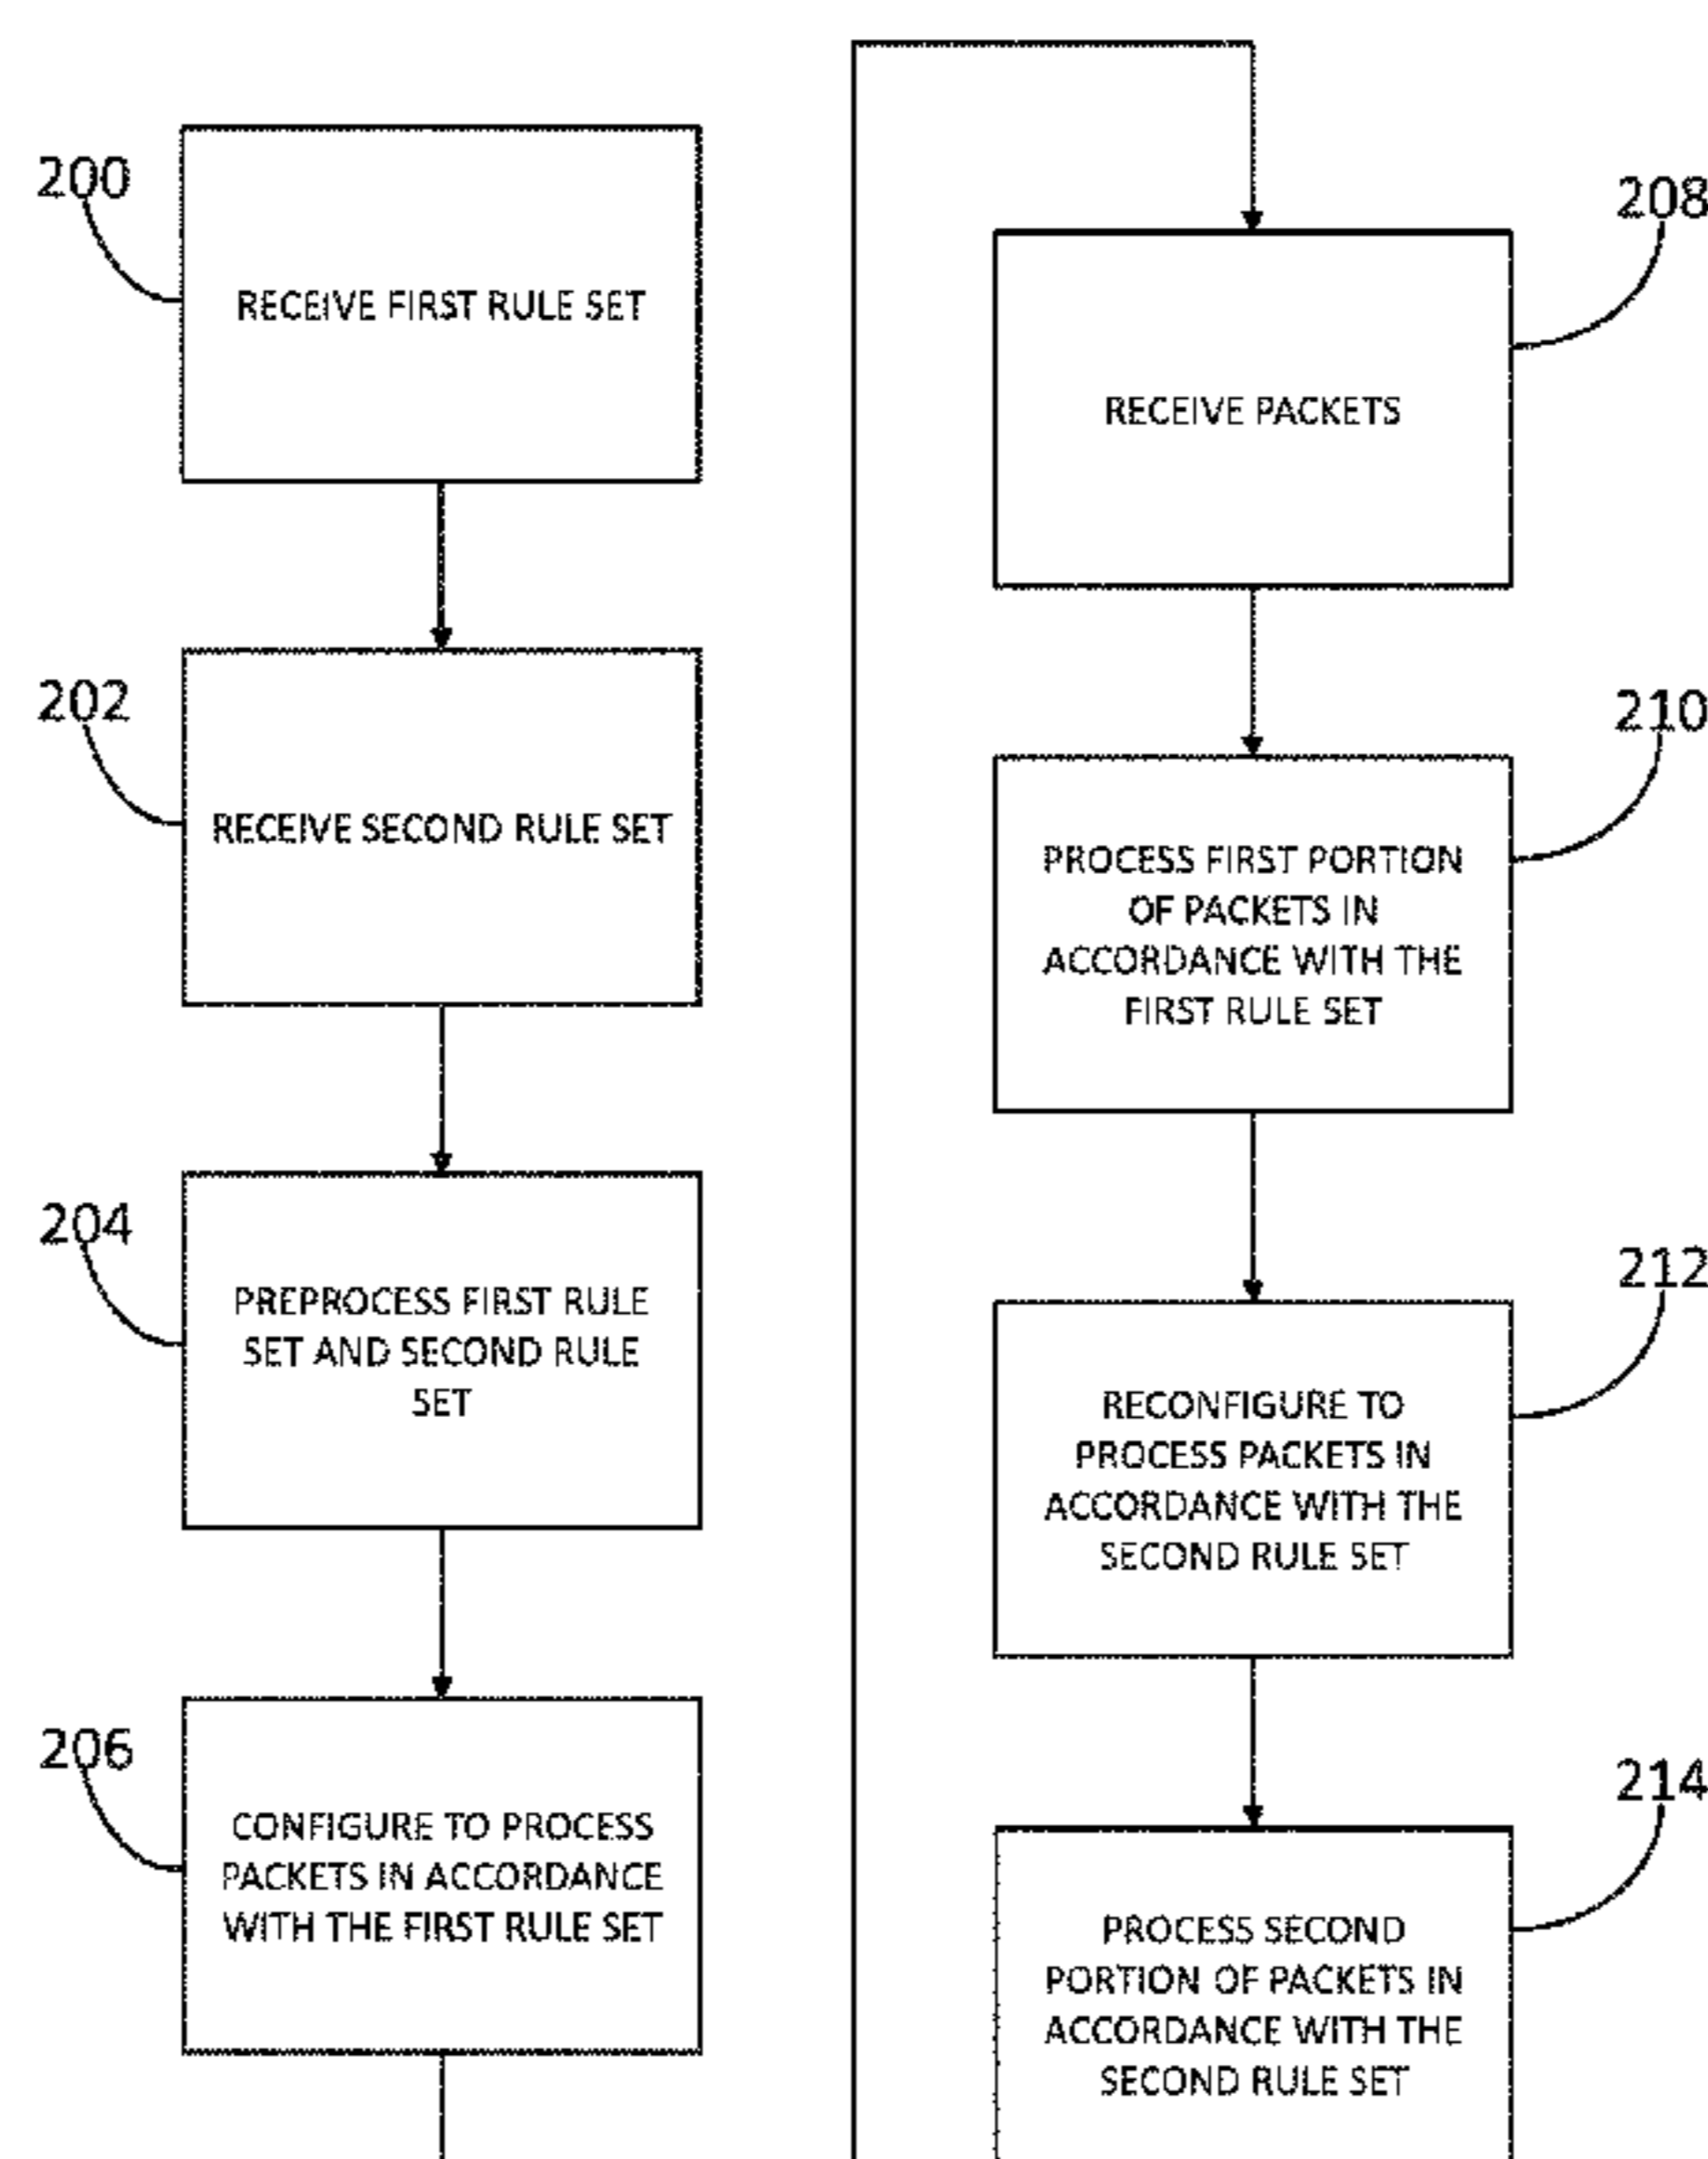 200
RECEIVE FIRST RULE SET
202
RECEIVE SECOND RULE SET
204
PREPROCESS FIRST RULE
SET AND SECOND RULE
SET
206
CONFIGURE TO PROCESS
PACKETS IN ACCORDANCE
WITH THE FIRST RULE SET
208
RECEIVE PACKETS
210
PROCESS FIRST PORTION
OF PACKETS IN
ACCORDANCE WITH THE
FIRST RULE SET
212
RECONFIGURE TO
PROCESS PACKETS IN
ACCORDANCE WITH THE
SECOND RULE SET
214
PROCESS SECOND
PORTION OF PACKETS IN
ACCORDANCE WITH THE
SECOND RULE SET